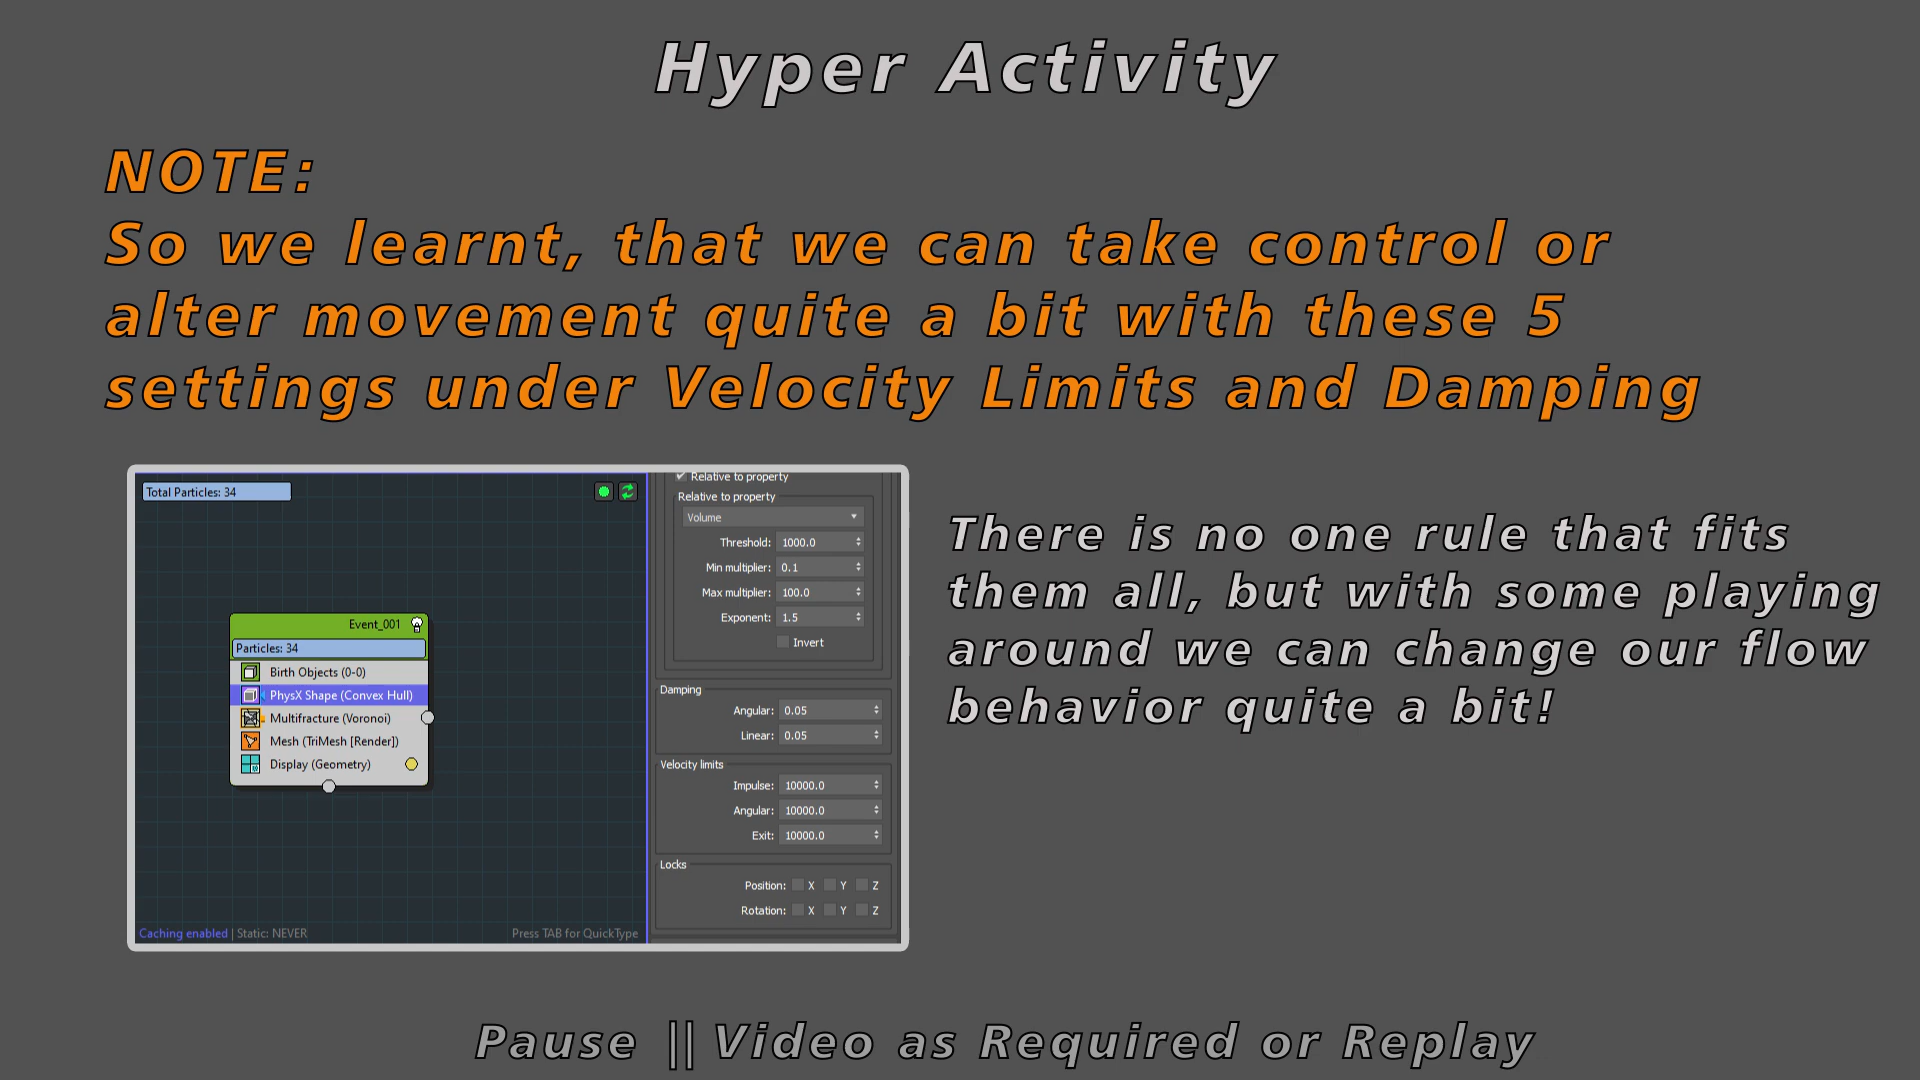 Hyper Activity
NOTE:
So we learnt, that we can take control or
alter movement quite a bit with these 5
settings under Velocity Limits and Damping
Total Particles: 34
Event_001
Particles: 34
Birth Objects (0-0)
PhysX Shape (Convex Hull)
Multifracture (Voronoi)
Mesh (TriMesh [Render])
Display (Geometry)
Caching enabled | Static: NEVER
Press TAB for QuickType
Relative to property
Relative to property
Volume
Threshold: 1000.0
Min multiplier: 0.1
Max multiplier: 100.0
Exponent: 1.5
Invert
Damping
Angular: 0.05
Linear: 0.05
Velocity limits
Impulse: 10000.0
Angular: 10000.0
Exit: 10000.0
Locks
Position: X Y Z
Rotation: X Y Z
There is no one rule that fits
them all, but with some playing
around we can change our flow
behavior quite a bit!
Pause || Video as Required or Replay